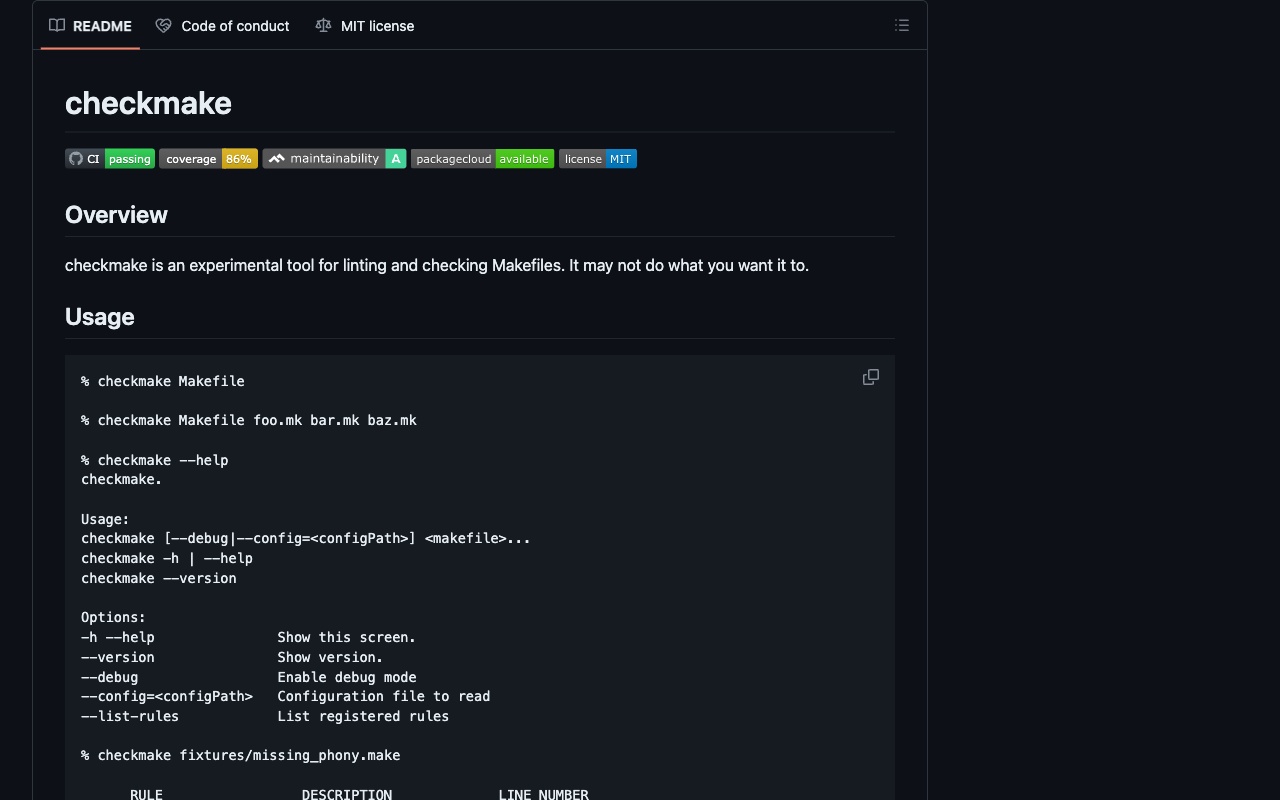 README Code of conduct MIT license
checkmake
CI passing coverage 86% maintainability A packagecloud available license MIT
Overview
checkmake is an experimental tool for linting and checking Makefiles. It may not do what you want it to.
Usage
% checkmake Makefile
% checkmake Makefile foo.mk bar.mk baz.mk
% checkmake --help
checkmake.
Usage:
checkmake [--debug|--config=<configPath>] <makefile>...
checkmake -h | --help
checkmake --version
Options:
-h --help               Show this screen.
--version               Show version.
--debug                 Enable debug mode
--config=<configPath>   Configuration file to read
--list-rules            List registered rules
% checkmake fixtures/missing_phony.make
RULE                 DESCRIPTION             LINE NUMBER